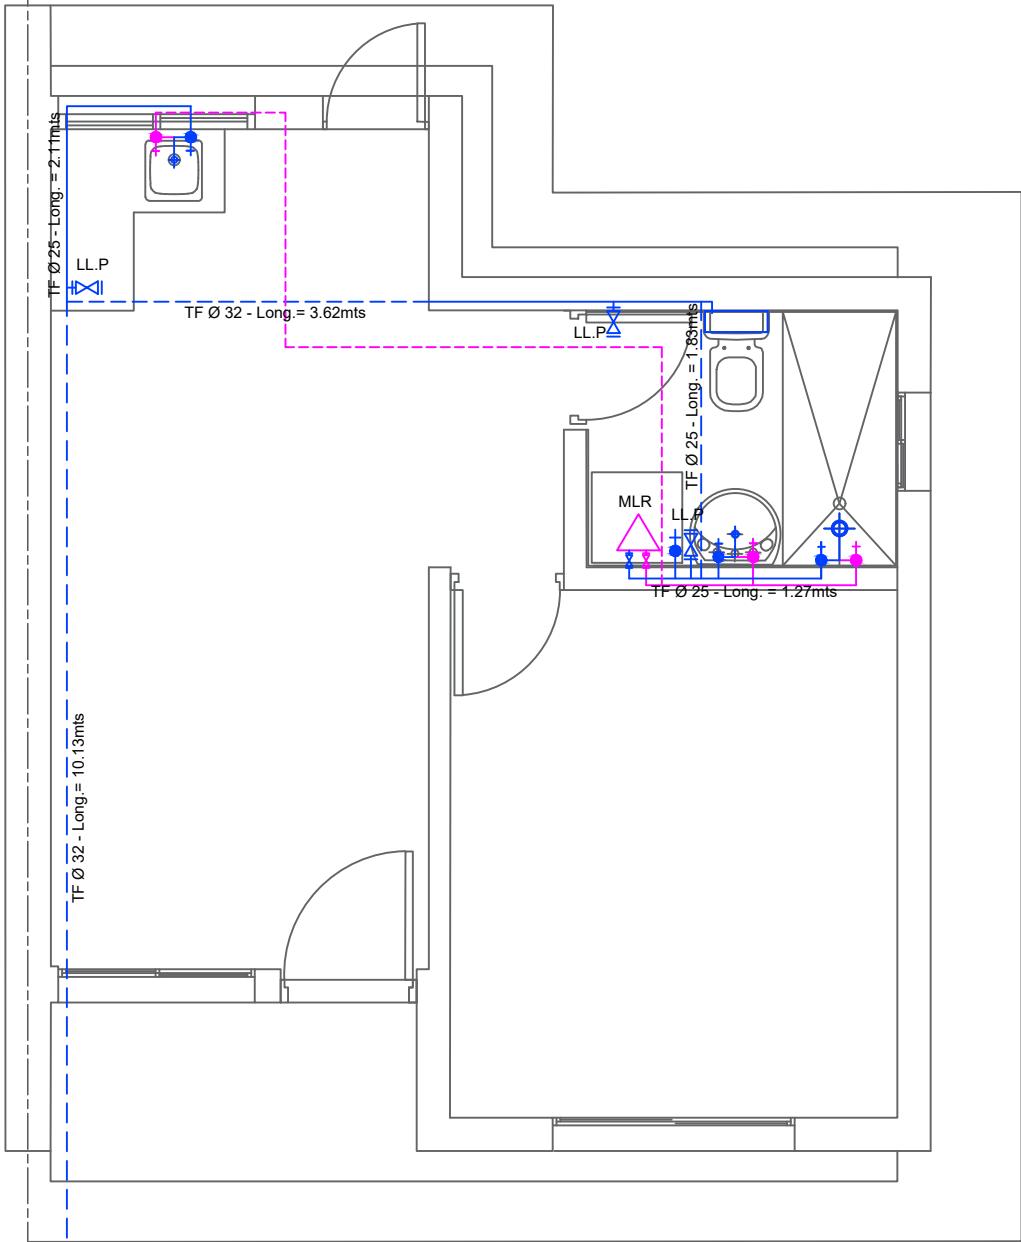 TF Ø 25 - Long. = 2.11mts
LL.P
TF Ø 32 - Long.= 3.62mts
LL.P
TF Ø 25 - Long. = 1.83mts
MLR
LL.P
TF Ø 25 - Long. = 1.27mts
TF Ø 32 - Long.= 10.13mts